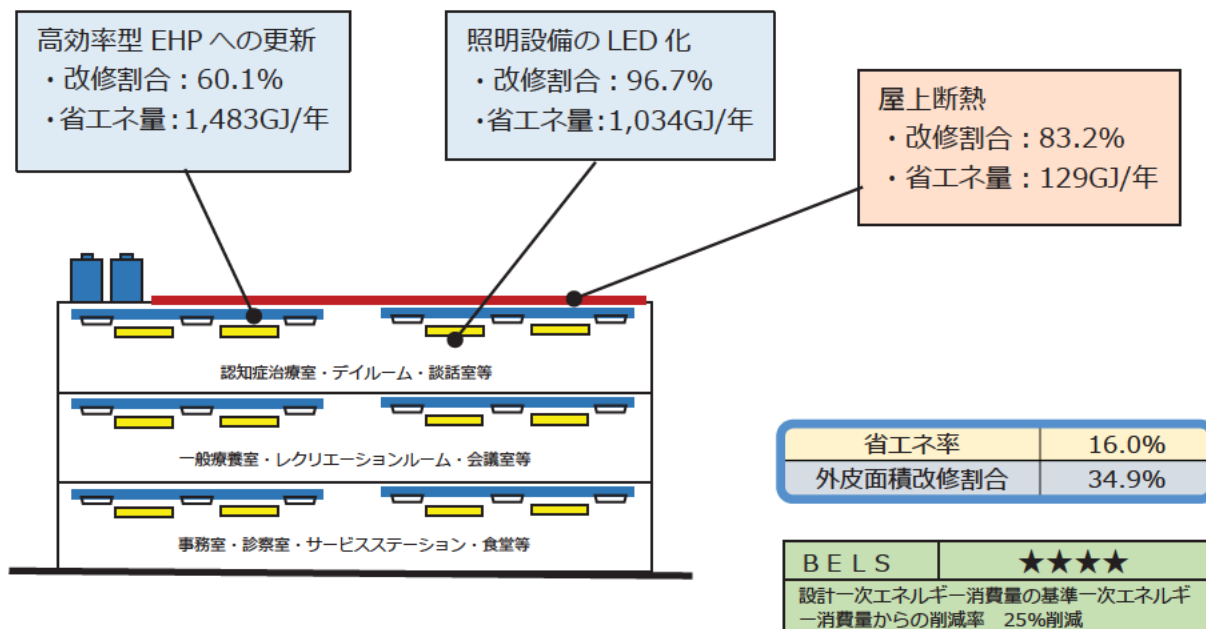 高効率型 EHP への更新
・改修割合：60.1%
・省エネ量：1,483GJ/年
照明設備の LED 化
・改修割合：96.7%
・省エネ量：1,034GJ/年
屋上断熱
・改修割合：83.2%
・省エネ量：129GJ/年
認知症治療室・デイルーム・談話室等
一般療養室・レクリエーションルーム・会議室等
事務室・診察室・サービスステーション・食堂等
省エネ率 16.0%
外皮面積改修割合 34.9%
ＢＥＬＳ ★★★★
設計一次エネルギー消費量の基準一次エネルギ
ー消費量からの削減率　25%削減